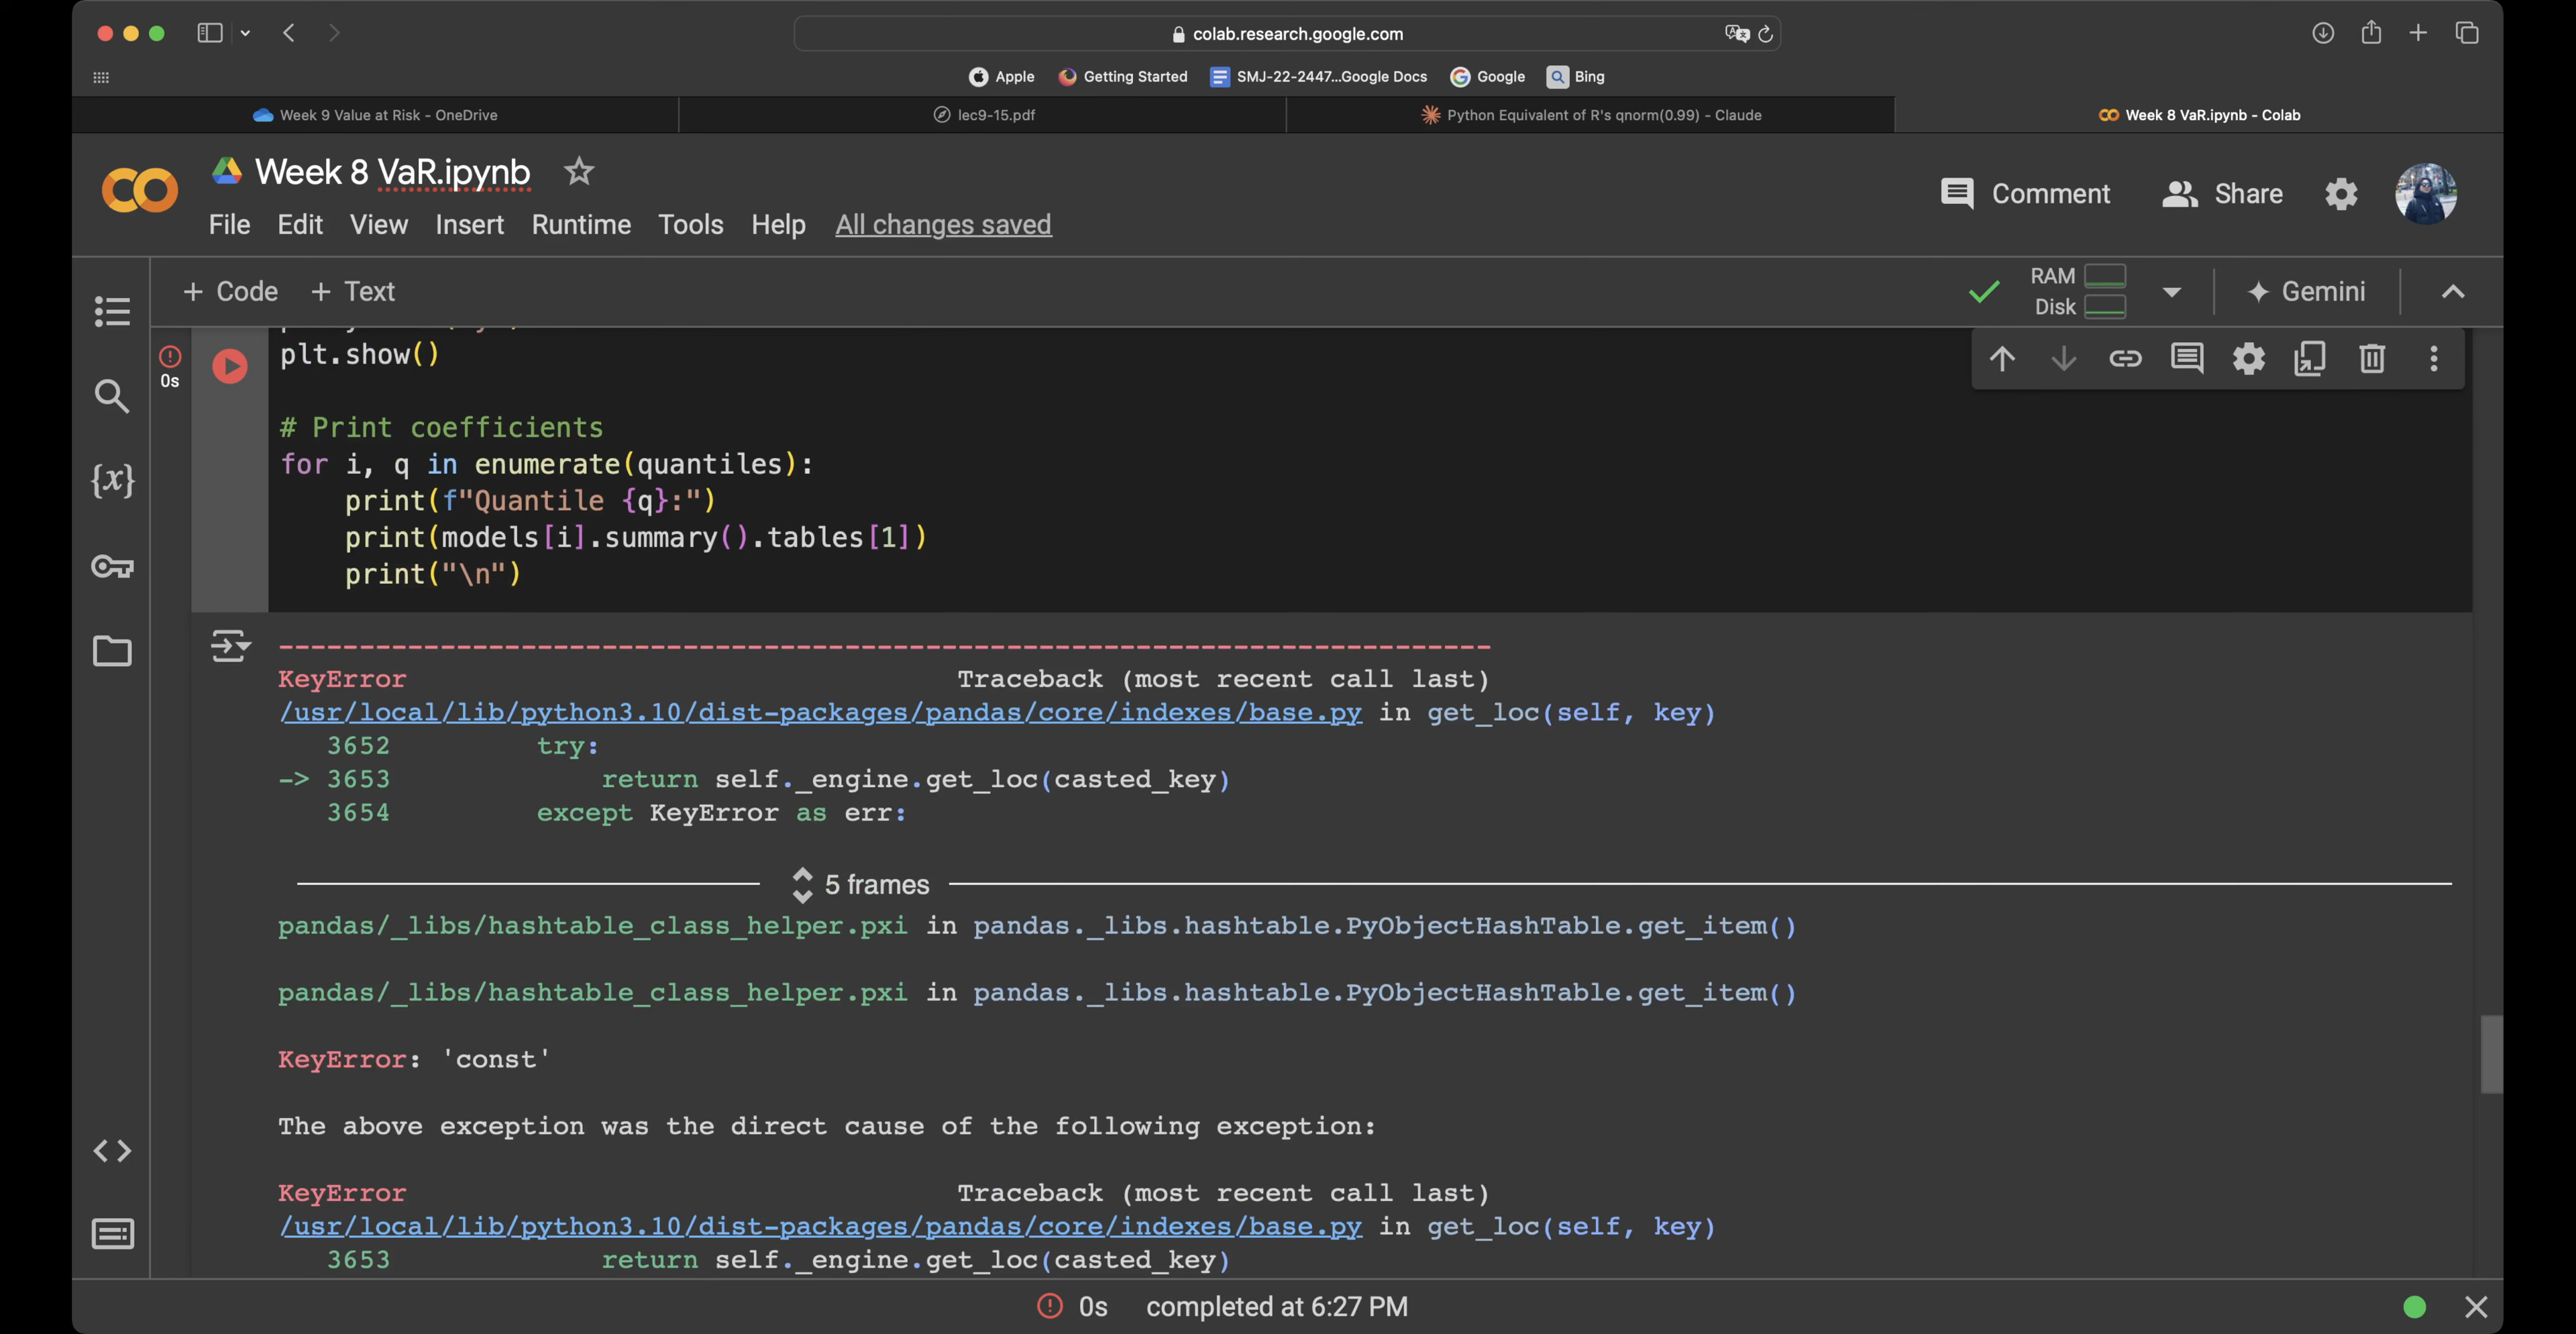 colab.research.google.com
Apple
Getting Started
SMJ-22-2447...Google Docs
Google
Bing
Week 9 Value at Risk - OneDrive
lec9-15.pdf
Python Equivalent of R's qnorm(0.99) - Claude
Week 8 VaR.ipynb - Colab
Week 8 VaR.ipynb
Comment
Share
File Edit View Insert Runtime Tools Help All changes saved
+ Code + Text
RAM
Disk
Gemini
0s
plt.show()
# Print coefficients
for i, q in enumerate(quantiles):
    print(f"Quantile {q}:")
    print(models[i].summary().tables[1])
    print("\n")
{x}
---------------------------------------------------------------------------
KeyError                                  Traceback (most recent call last)
/usr/local/lib/python3.10/dist-packages/pandas/core/indexes/base.py in get_loc(self, key)
   3652         try:
-> 3653             return self._engine.get_loc(casted_key)
   3654         except KeyError as err:
5 frames
pandas/_libs/hashtable_class_helper.pxi in pandas._libs.hashtable.PyObjectHashTable.get_item()
pandas/_libs/hashtable_class_helper.pxi in pandas._libs.hashtable.PyObjectHashTable.get_item()
KeyError: 'const'
The above exception was the direct cause of the following exception:
KeyError                                  Traceback (most recent call last)
/usr/local/lib/python3.10/dist-packages/pandas/core/indexes/base.py in get_loc(self, key)
   3653             return self._engine.get_loc(casted_key)
0s completed at 6:27 PM